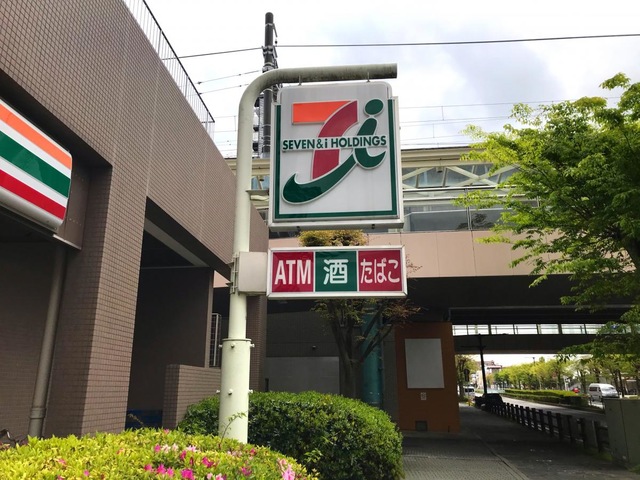 SEVEN & i HOLDINGS
ATM 酒 たばこ